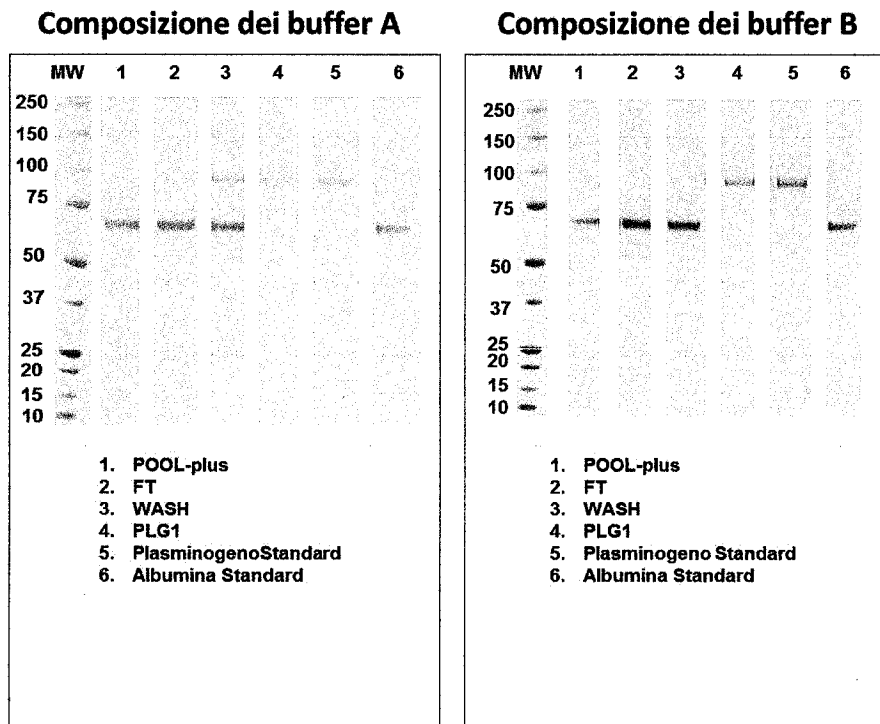 Composizione dei buffer A
MW 1 2 3 4 5 6
250
150
100
75
50
37
25
20
15
10
1. POOL-plus
2. FT
3. WASH
4. PLG1
5. PlasminogenoStandard
6. Albumina Standard
Composizione dei buffer B
MW 1 2 3 4 5 6
250
150
100
75
50
37
25
20
15
10
1. POOL-plus
2. FT
3. WASH
4. PLG1
5. Plasminogeno Standard
6. Albumina Standard